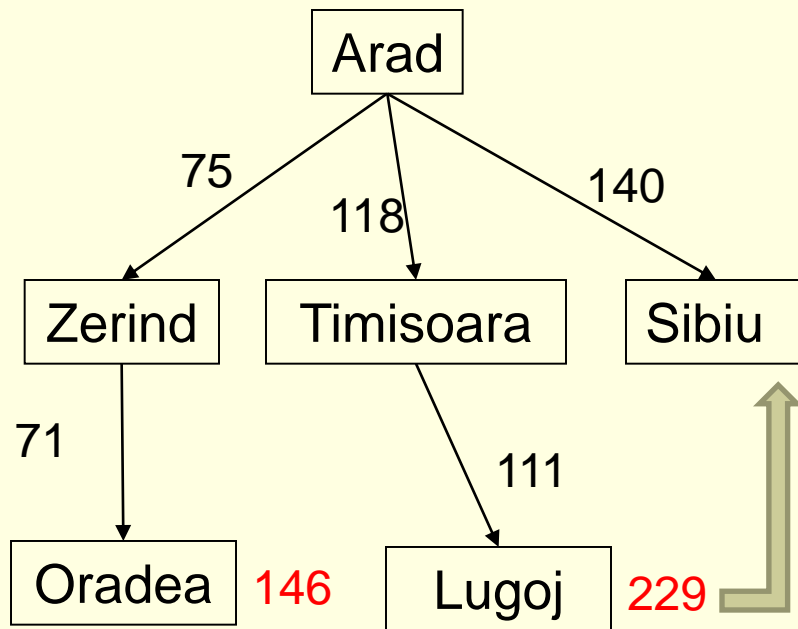 Arad
75
118
140
Zerind
Timisoara
Sibiu
71
111
Oradea
146
Lugoj
229